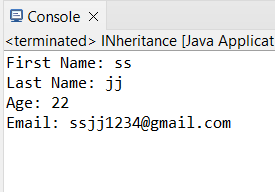 Console
<terminated> INheritance [Java Applicat
First Name: ss
Last Name: jj
Age: 22
Email: ssjj1234@gmail.com